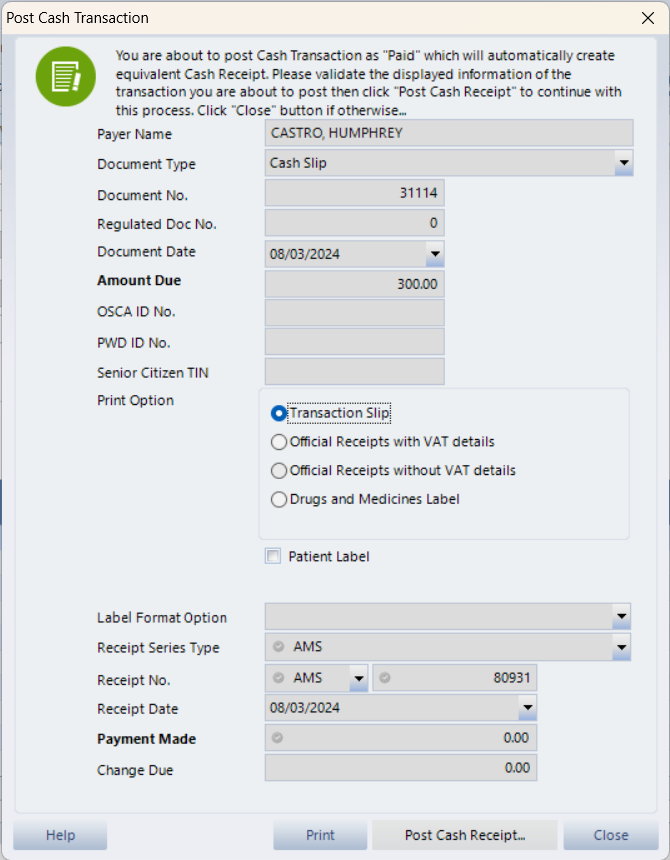 Post Cash Transaction
You are about to post Cash Transaction as "Paid" which will automatically create
equivalent Cash Receipt. Please validate the displayed information of the
transaction you are about to post then click "Post Cash Receipt" to continue with
this process. Click "Close" button if otherwise...
Payer Name CASTRO, HUMPHREY
Document Type Cash Slip
Document No. 31114
Regulated Doc No. 0
Document Date 08/03/2024
Amount Due 300.00
OSCA ID No.
PWD ID No.
Senior Citizen TIN
Print Option
Transaction Slip
Official Receipts with VAT details
Official Receipts without VAT details
Drugs and Medicines Label
Patient Label
Label Format Option
Receipt Series Type AMS
Receipt No. AMS 80931
Receipt Date 08/03/2024
Payment Made 0.00
Change Due 0.00
Help Print Post Cash Receipt... Close